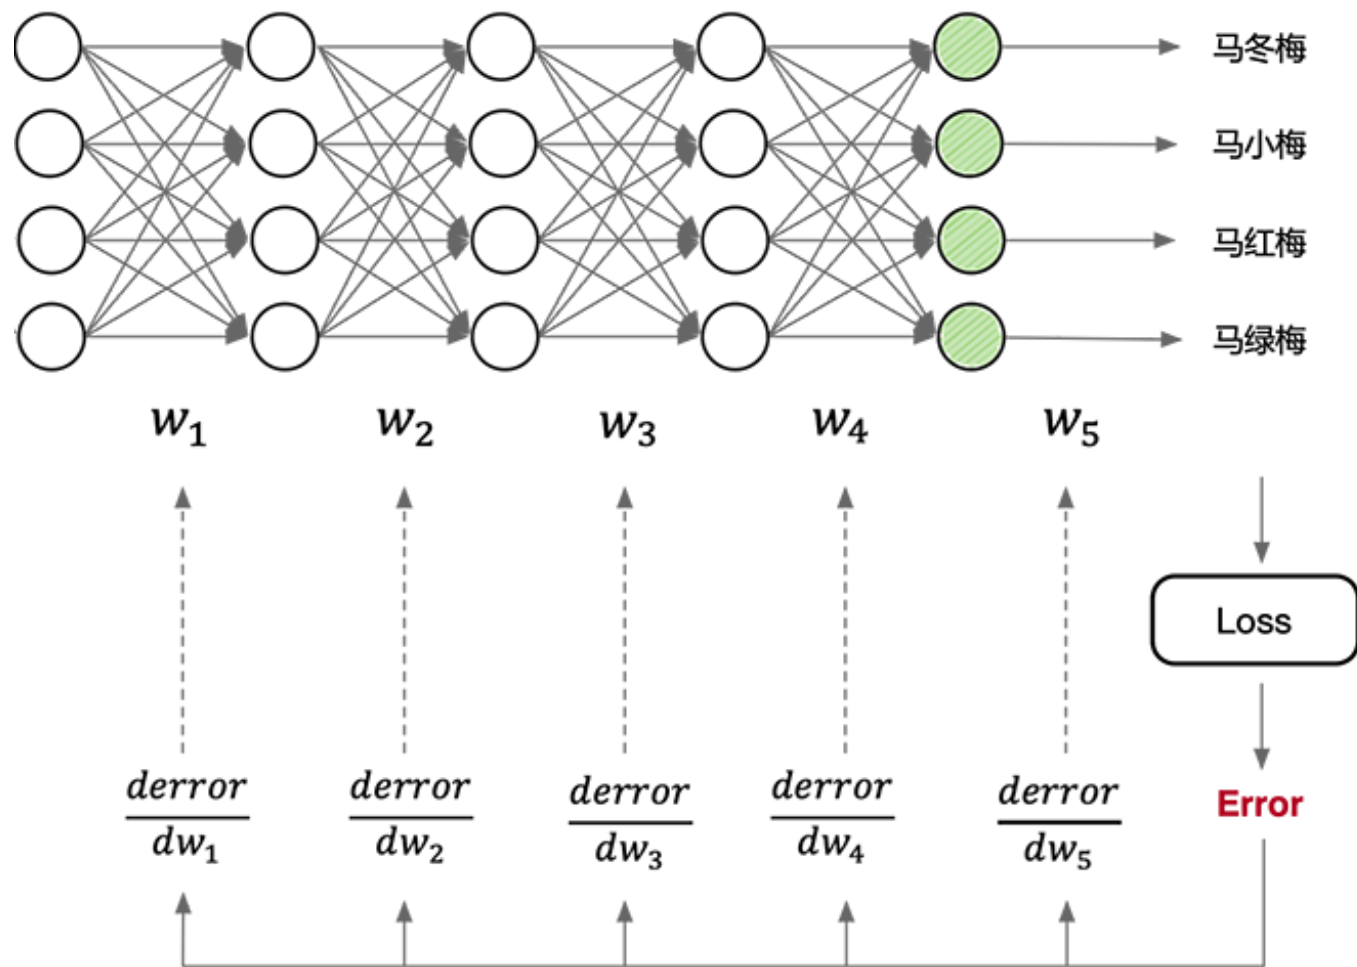 马冬梅
马小梅
马红梅
马绿梅
w₁ w₂ w₃ w₄ w₅
Loss
derror/dw₁ derror/dw₂ derror/dw₃ derror/dw₄ derror/dw₅
Error